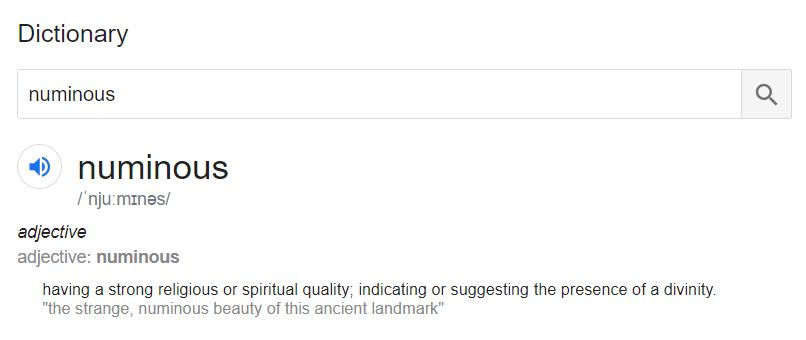 Dictionary
numinous
numinous
/ˈnjuːmɪnəs/
adjective
adjective: numinous
having a strong religious or spiritual quality; indicating or suggesting the presence of a divinity.
"the strange, numinous beauty of this ancient landmark"